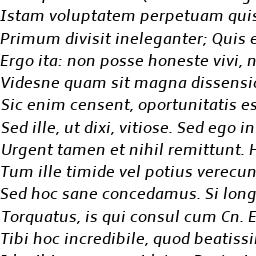 Istam voluptatem perpetuam quis
Primum divisit ineleganter; Quis e
Ergo ita: non posse honeste vivi, n
Videsne quam sit magna dissensio
Sic enim censent, oportunitatis es
Sed ille, ut dixi, vitiose. Sed ego in
Urgent tamen et nihil remittunt. H
Tum ille timide vel potius verecun
Sed hoc sane concedamus. Si long
Torquatus, is qui consul cum Cn. E
Tibi hoc incredibile, quod beatissi